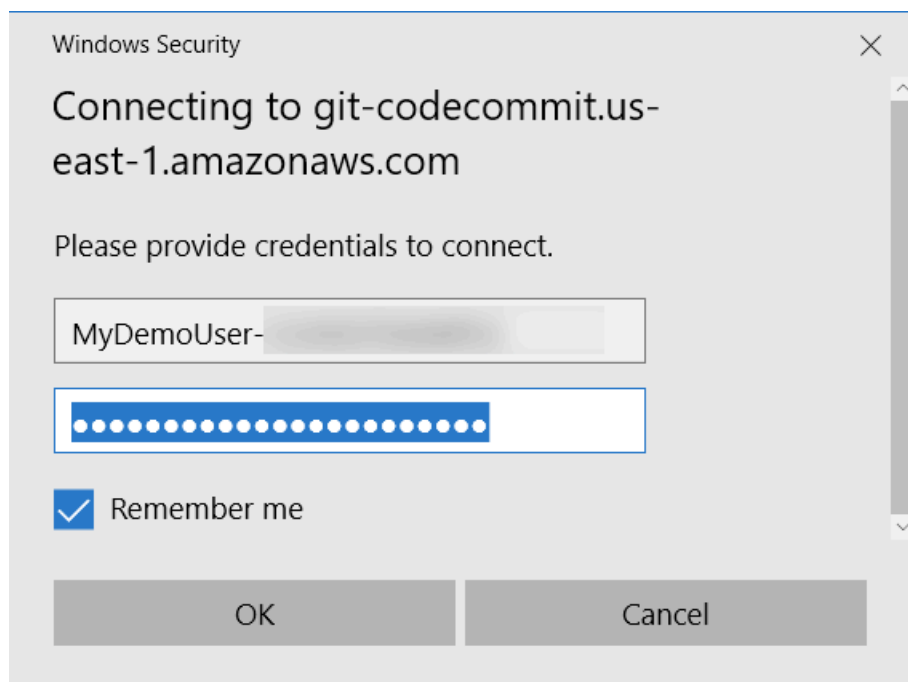 Windows Security
Connecting to git-codecommit.us-
east-1.amazonaws.com
Please provide credentials to connect.
MyDemoUser-
●●●●●●●●●●●●●●●●●●●●●●●
Remember me
OK
Cancel